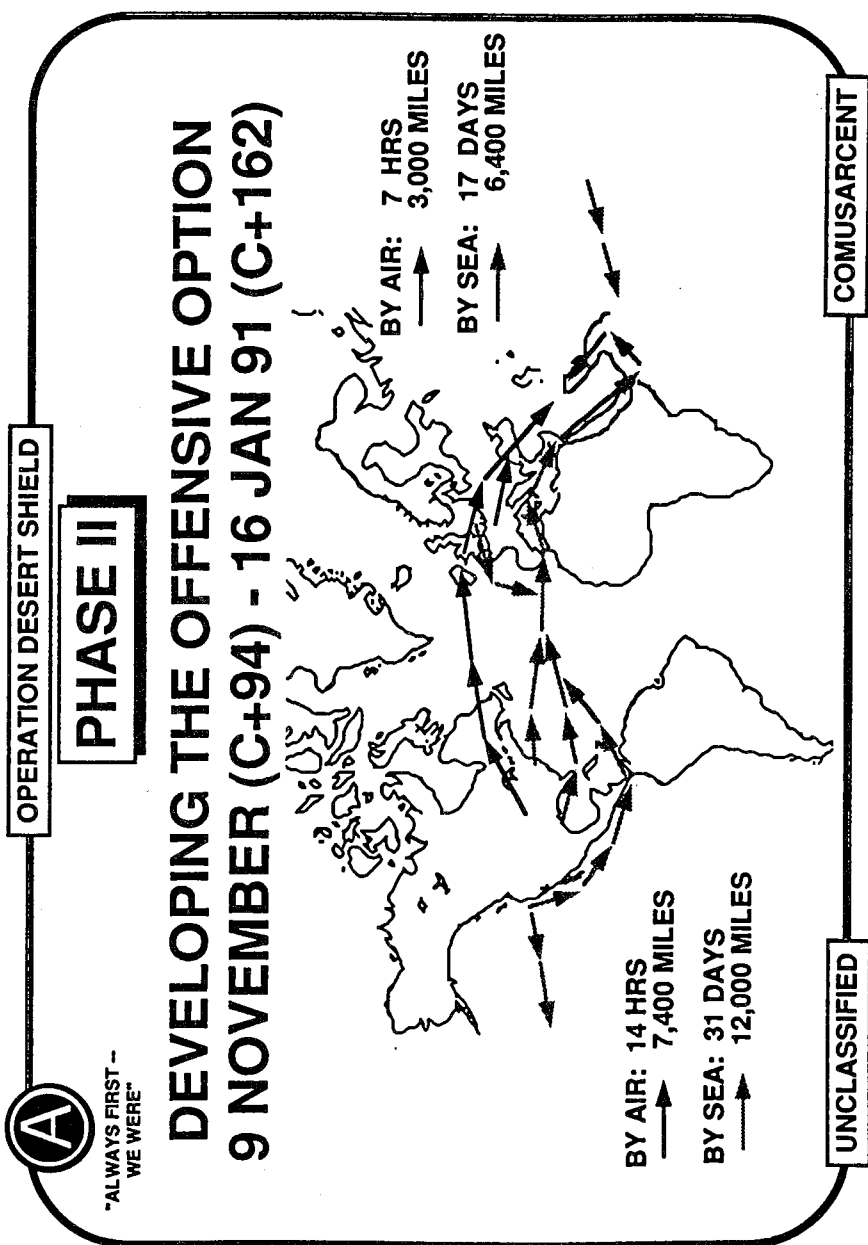 OPERATION DESERT SHIELD
A
"ALWAYS FIRST –
WE WERE"
PHASE II
DEVELOPING THE OFFENSIVE OPTION
9 NOVEMBER (C+94) - 16 JAN 91 (C+162)
BY AIR: 7 HRS
3,000 MILES
BY SEA: 17 DAYS
6,400 MILES
BY AIR: 14 HRS
7,400 MILES
BY SEA: 31 DAYS
12,000 MILES
UNCLASSIFIED
COMUSARCENT